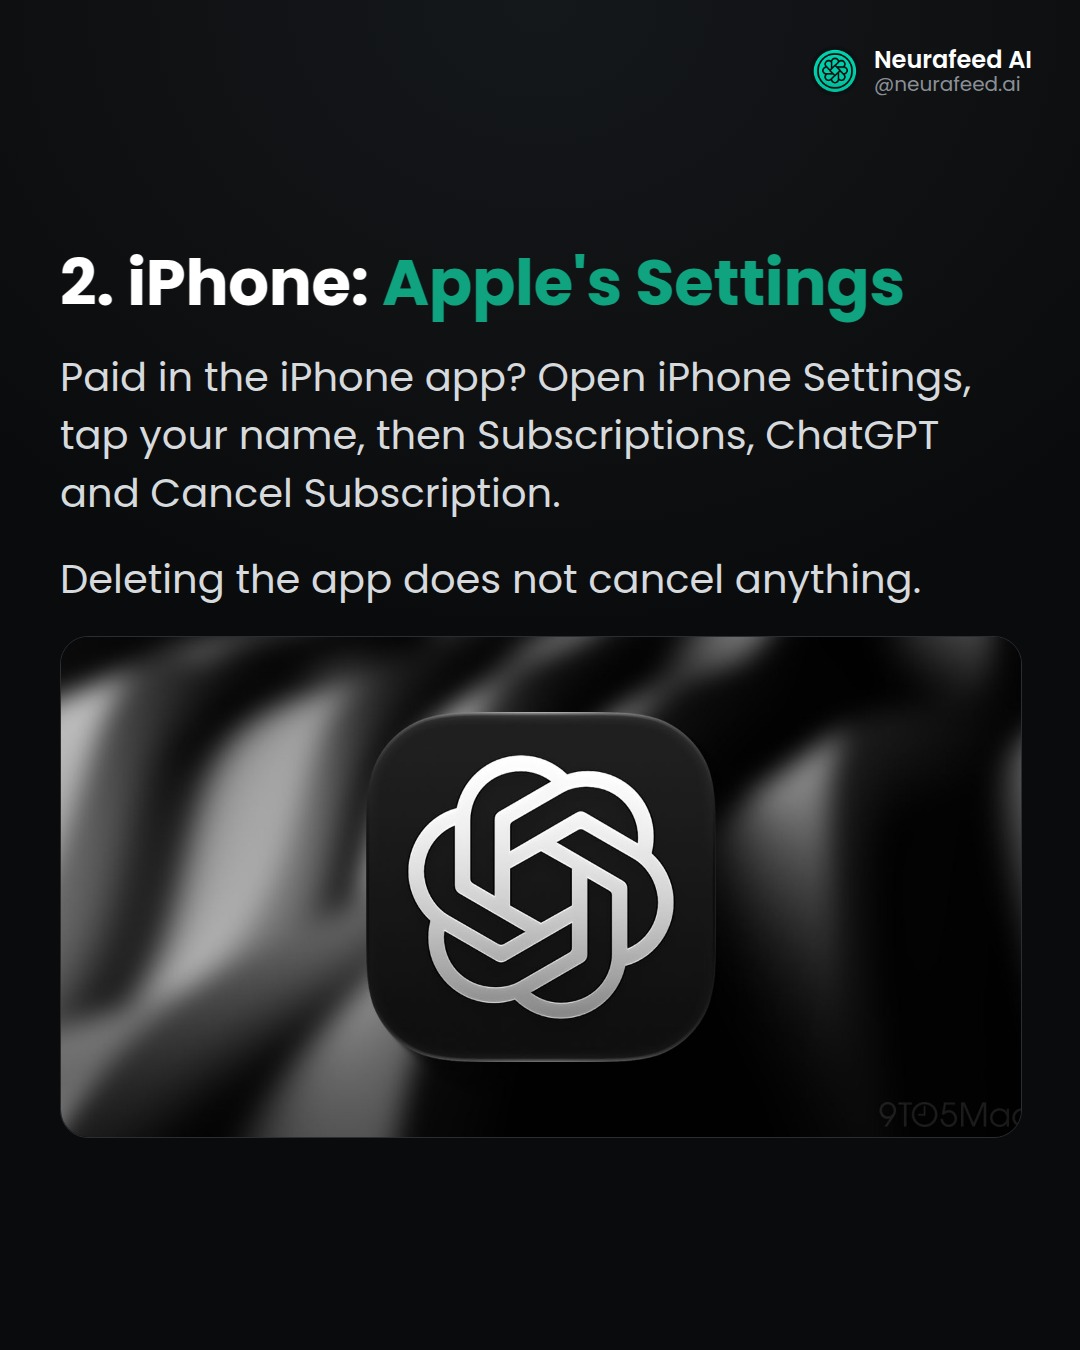 Neurafeed AI
@neurafeed.ai
2. iPhone: Apple's Settings
Paid in the iPhone app? Open iPhone Settings,
tap your name, then Subscriptions, ChatGPT
and Cancel Subscription.
Deleting the app does not cancel anything.
9TO5Mac